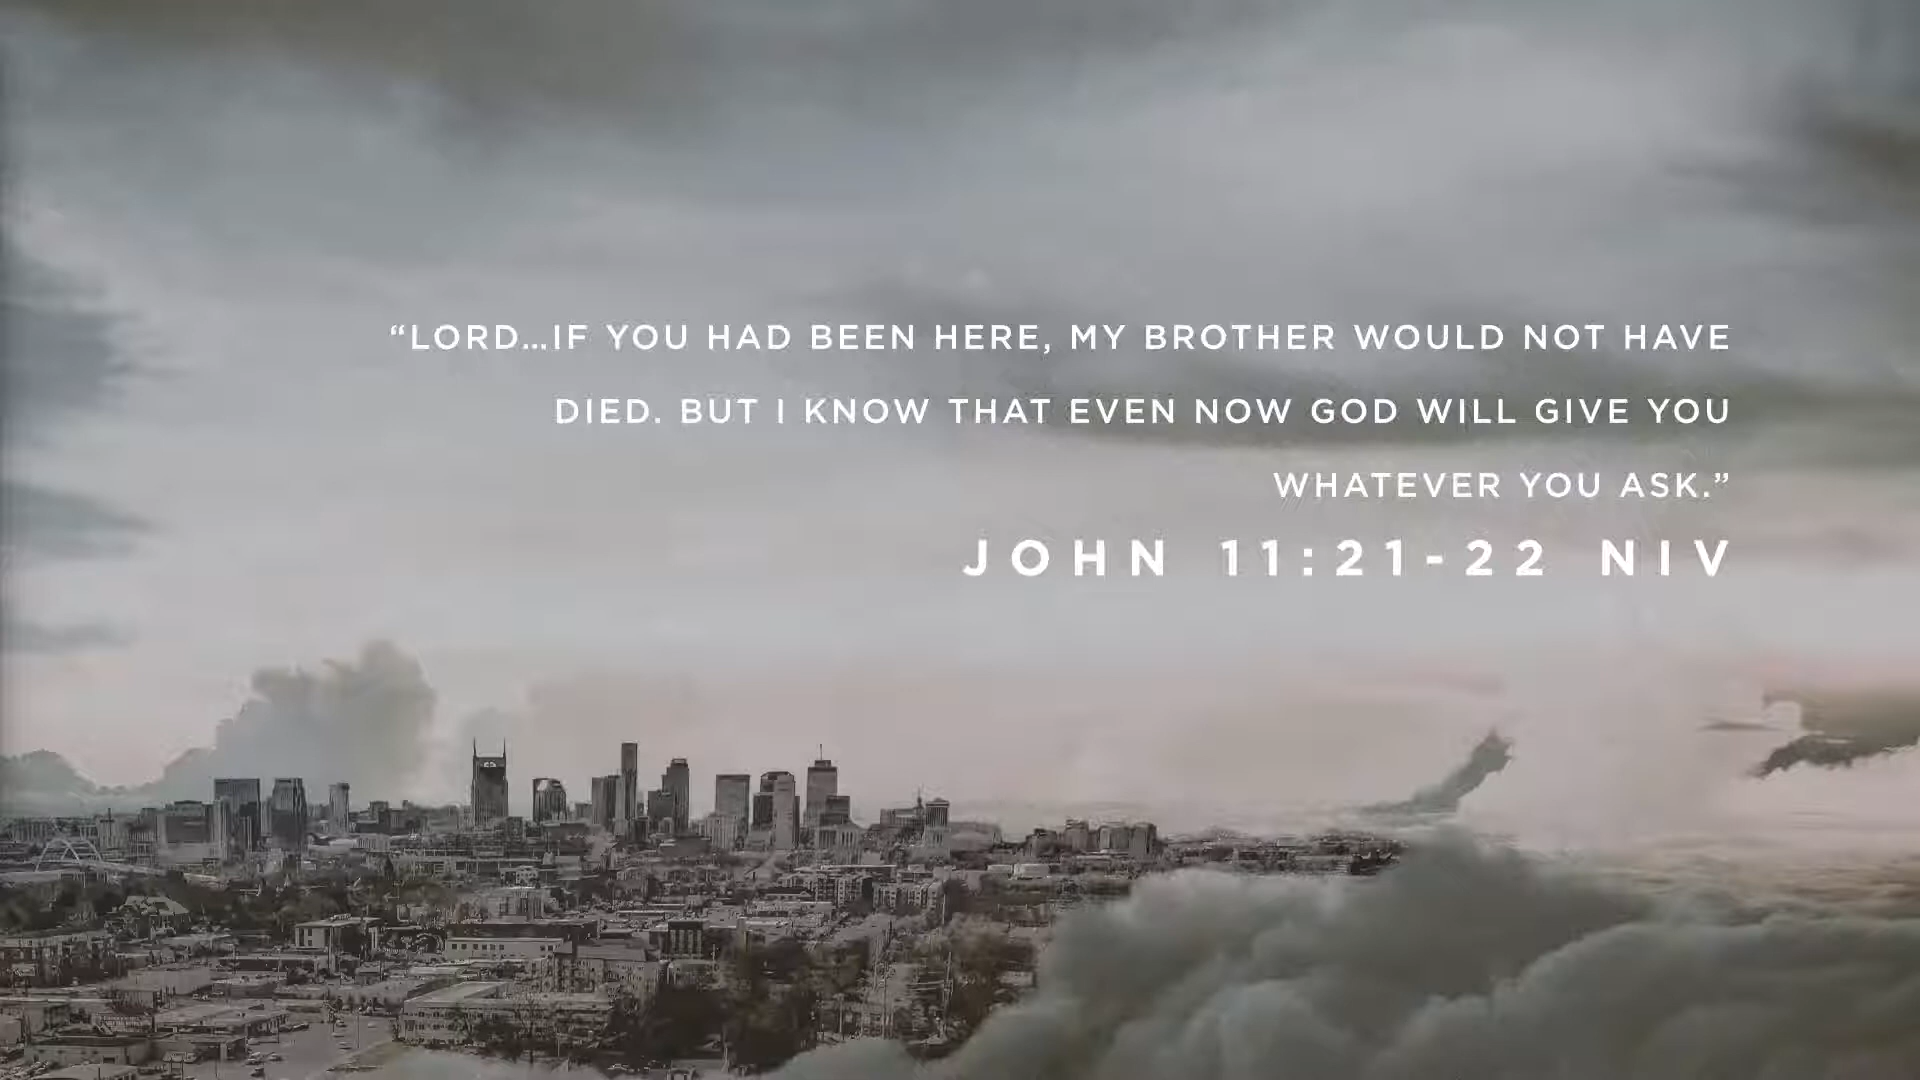 “LORD...IF YOU HAD BEEN HERE, MY BROTHER WOULD NOT HAVE
DIED. BUT I KNOW THAT EVEN NOW GOD WILL GIVE YOU
WHATEVER YOU ASK.”
JOHN 11:21-22 NIV